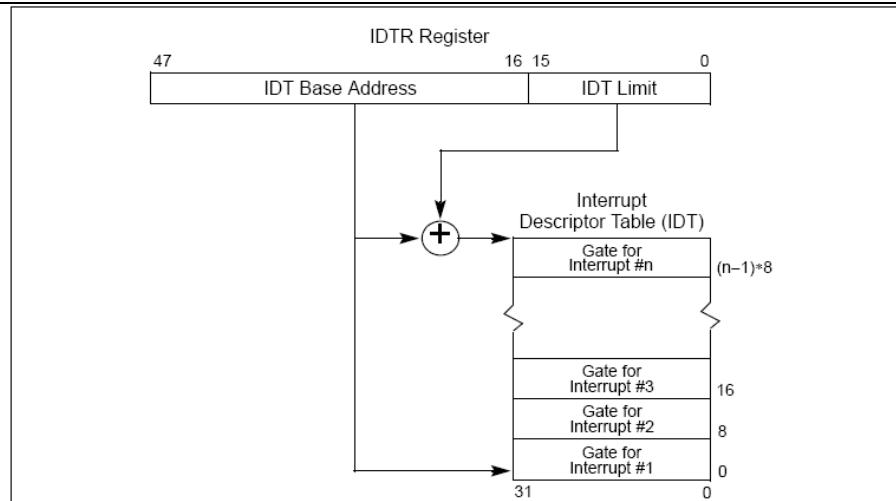 IDTR Register
47 16 15 0
IDT Base Address IDT Limit
+
Interrupt
Descriptor Table (IDT)
Gate for
Interrupt #n
(n–1)*8
Gate for
Interrupt #3
16
Gate for
Interrupt #2
8
Gate for
Interrupt #1
0
31 0